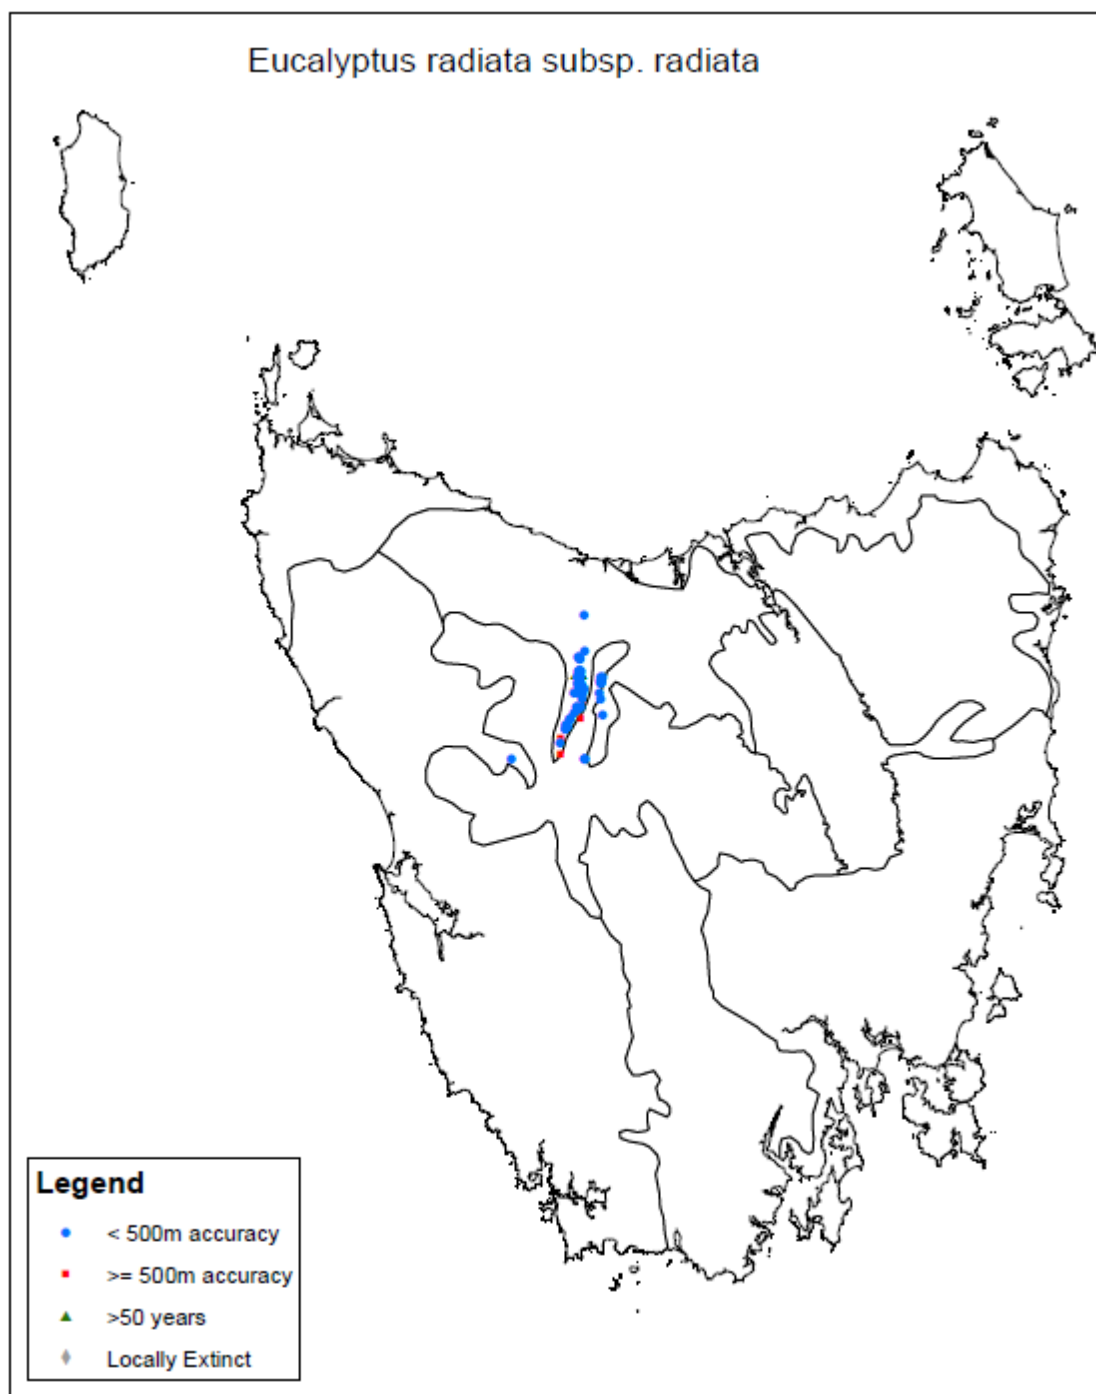 Eucalyptus radiata subsp. radiata
Legend
< 500m accuracy
>= 500m accuracy
>50 years
Locally Extinct